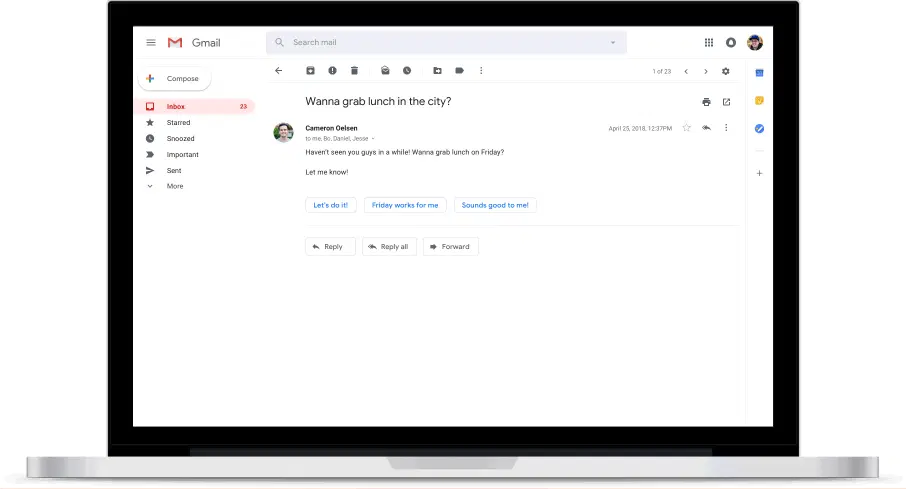 Gmail
Search mail
Compose
1 of 23
Inbox 23
Starred
Snoozed
Important
Sent
More
Wanna grab lunch in the city?
Cameron Oelsen
April 25, 2018, 12:37PM
to me, Bo, Daniel, Jesse
Haven't seen you guys in a while! Wanna grab lunch on Friday?
Let me know!
Let's do it! Friday works for me Sounds good to me!
Reply Reply all Forward